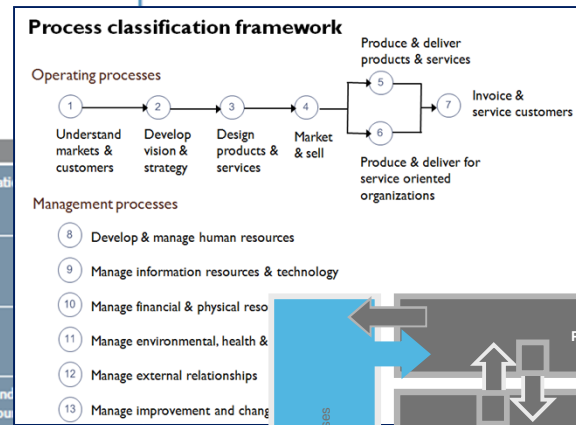 Process classification framework
Operating processes
1
2
3
4
5
6
7
Understand
markets &
customers
Develop
vision &
strategy
Design
products &
services
Market
& sell
Produce & deliver
products & services
Produce & deliver for
service oriented
organizations
Invoice &
service customers
Management processes
8 Develop & manage human resources
9 Manage information resources & technology
10 Manage financial & physical reso
11 Manage environmental, health &
12 Manage external relationships
13 Manage improvement and chang